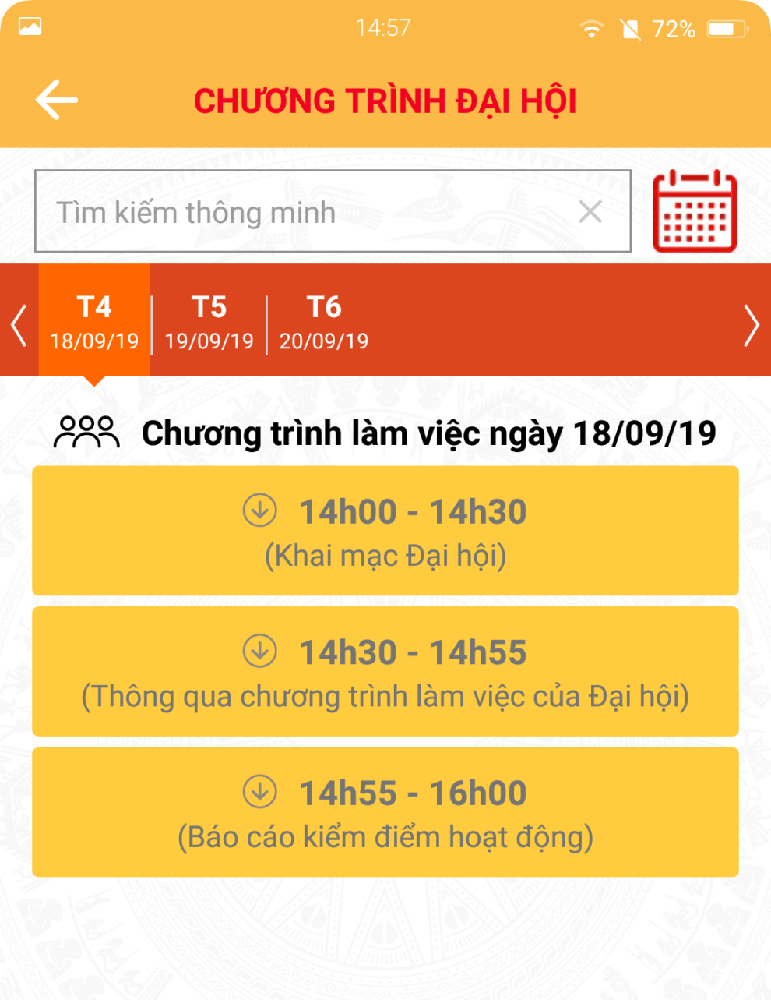 14:57 72%
CHƯƠNG TRÌNH ĐẠI HỘI
Tìm kiếm thông minh
T4 T5 T6
18/09/19 19/09/19 20/09/19
Chương trình làm việc ngày 18/09/19
14h00 - 14h30
(Khai mạc Đại hội)
14h30 - 14h55
(Thông qua chương trình làm việc của Đại hội)
14h55 - 16h00
(Báo cáo kiểm điểm hoạt động)